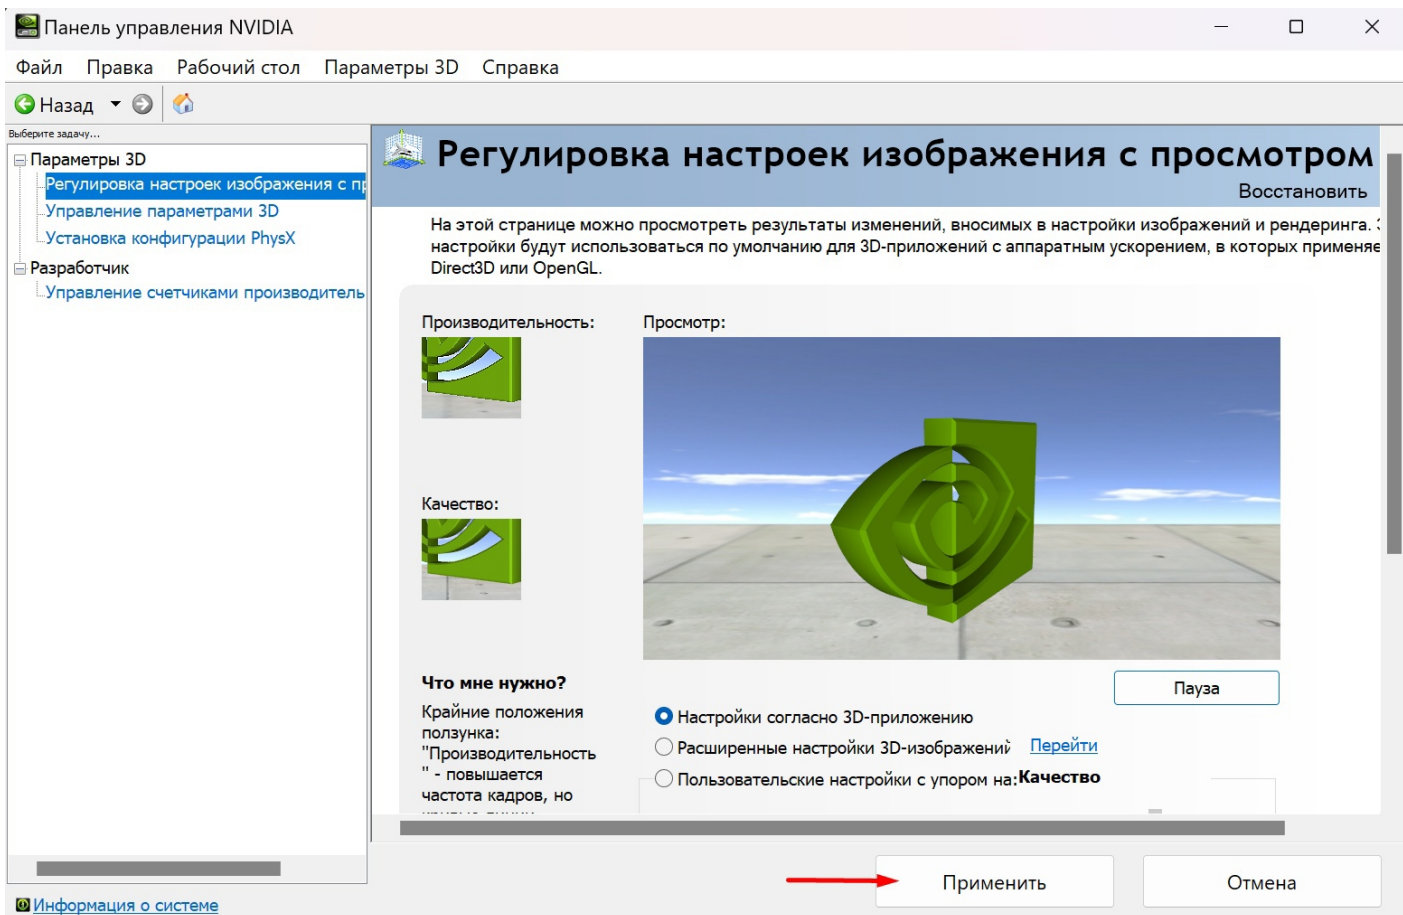 Панель управления NVIDIA
Файл Правка Рабочий стол Параметры 3D Справка
Назад
Выберите задачу...
Параметры 3D
Регулировка настроек изображения с пр
Управление параметрами 3D
Установка конфигурации PhysX
Разработчик
Управление счетчиками производитель
Информация о системе
Регулировка настроек изображения с просмотром
Восстановить
На этой странице можно просмотреть результаты изменений, вносимых в настройки изображений и рендеринга.
настройки будут использоваться по умолчанию для 3D-приложений с аппаратным ускорением, в которых применяе
Direct3D или OpenGL.
Производительность:
Просмотр:
Качество:
Что мне нужно?
Крайние положения
ползунка:
"Производительность
" - повышается
частота кадров, но
Пауза
Настройки согласно 3D-приложению
Расширенные настройки 3D-изображений Перейти
Пользовательские настройки с упором на: Качество
Применить
Отмена